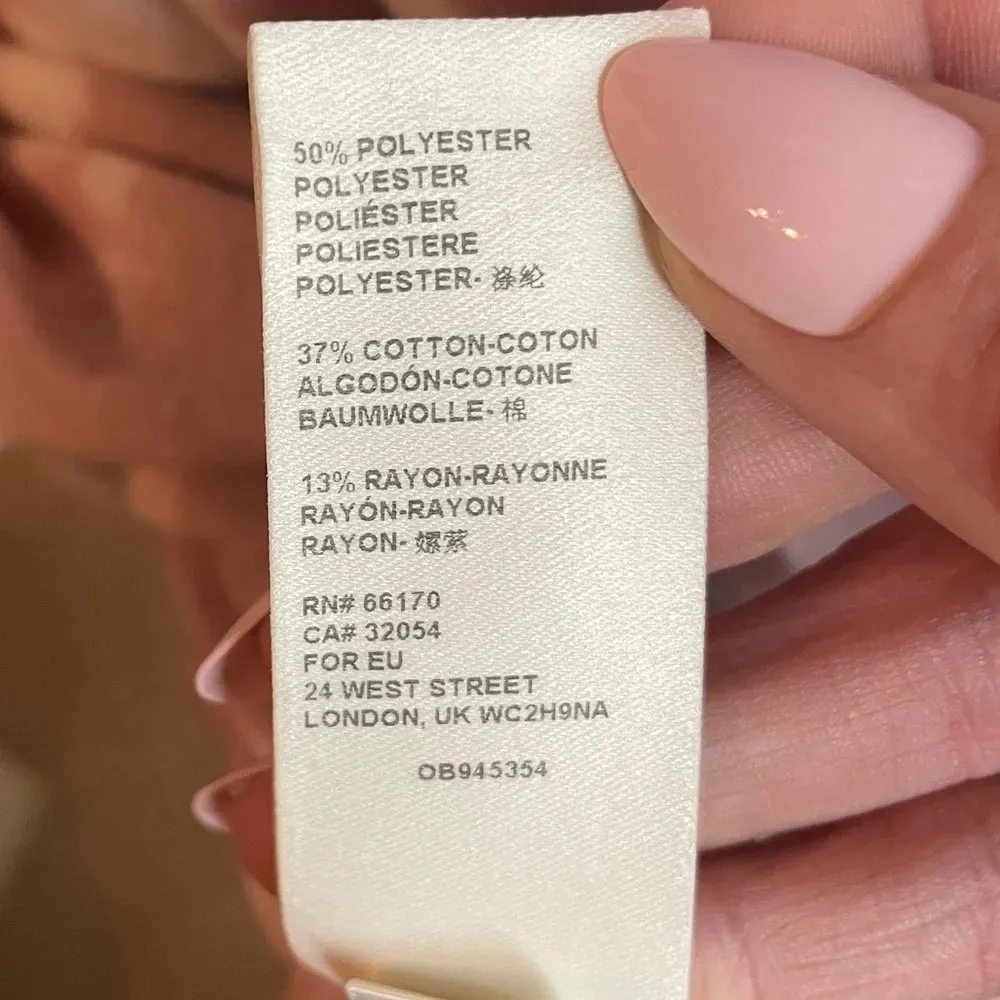 50% POLYESTER
POLYESTER
POLIÉSTER
POLIESTERE
POLYESTER- 涤纶
37% COTTON-COTON
ALGODÓN-COTONE
BAUMWOLLE- 棉
13% RAYON-RAYONNE
RAYÓN-RAYON
RAYON- 嫘萦
RN# 66170
CA# 32054
FOR EU
24 WEST STREET
LONDON, UK WC2H9NA
OB945354